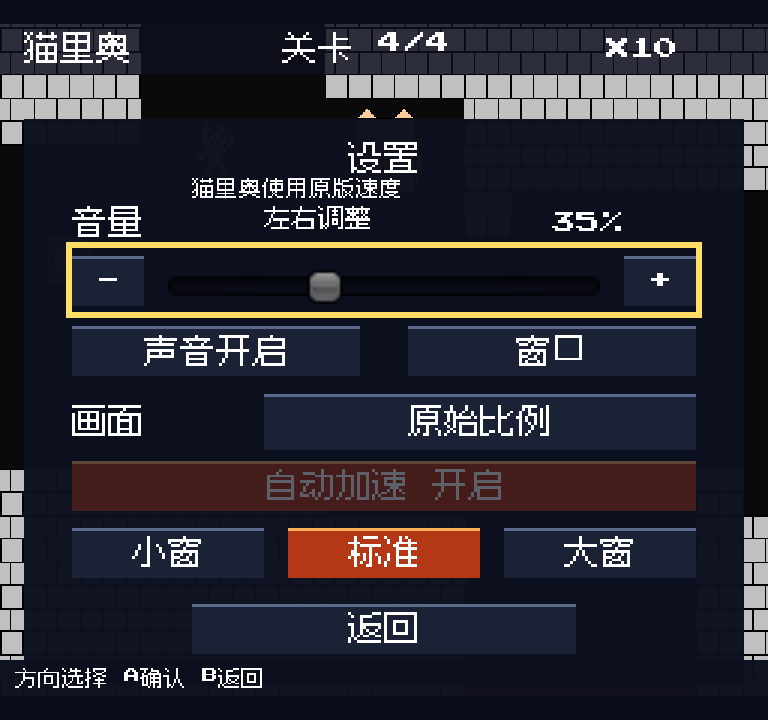 猫里奥 关卡 4/4 ×10
设置
猫里奥使用原版速度
音量 左右调整 35%
- +
声音开启 窗口
画面 原始比例
自动加速 开启
小窗 标准 大窗
返回
方向选择 A确认 B返回